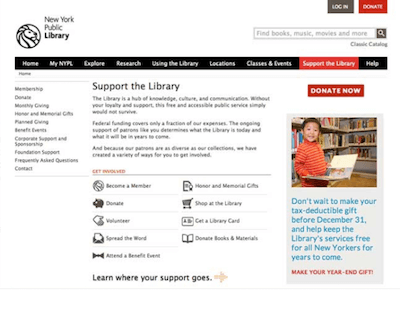 LOG IN
DONATE
New York
Public
Library
Find books, music, movies and more
Classic Catalog
Home My NYPL Explore Research Using the Library Locations Classes & Events Support the Library Help
Home
Membership
Donate
Monthly Giving
Honor and Memorial Gifts
Planned Giving
Benefit Events
Corporate Support and
Sponsorship
Foundation Support
Frequently Asked Questions
Contact
Support the Library
The Library is a hub of knowledge, culture, and communication. Without
your loyalty and support, this free and accessible public service simply
would not survive.
Federal funding covers only a fraction of our expenses. The ongoing
support of patrons like you determines what the Library is today and
what it will be in years to come.
And because our patrons are as diverse as our collections, we have
created a variety of ways for you to get involved.
GET INVOLVED
Become a Member
Honor and Memorial Gifts
Donate
Shop at the Library
Volunteer
Get a Library Card
Spread the Word
Donate Books & Materials
Attend a Benefit Event
Learn where your support goes.
DONATE NOW
Don't wait to make your
tax-deductible gift
before December 31,
and help keep the
Library's services free
for all New Yorkers for
years to come.
MAKE YOUR YEAR-END GIFT!